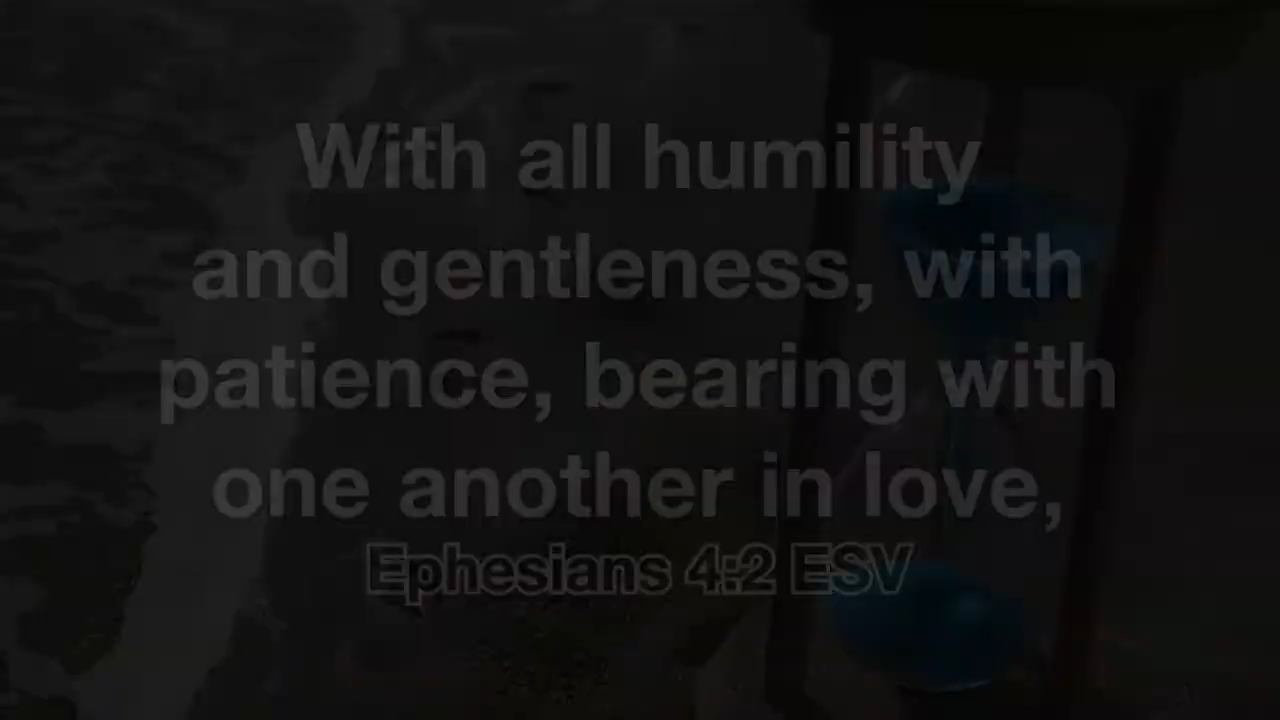 With all humility
and gentleness, with
patience, bearing with
one another in love,
Ephesians 4:2 ESV